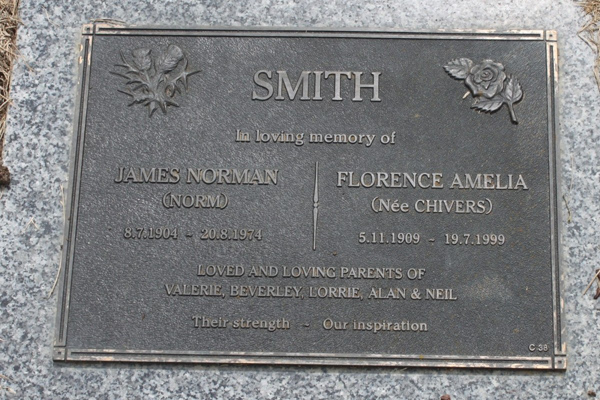 SMITH
In loving memory of
JAMES NORMAN
(NORM)
8.7.1904 - 20.8.1974
FLORENCE AMELIA
(Née CHIVERS)
5.11.1909 - 19.7.1999
LOVED AND LOVING PARENTS OF
VALERIE, BEVERLEY, LORRIE, ALAN & NEIL
Their strength - Our inspiration
C-38